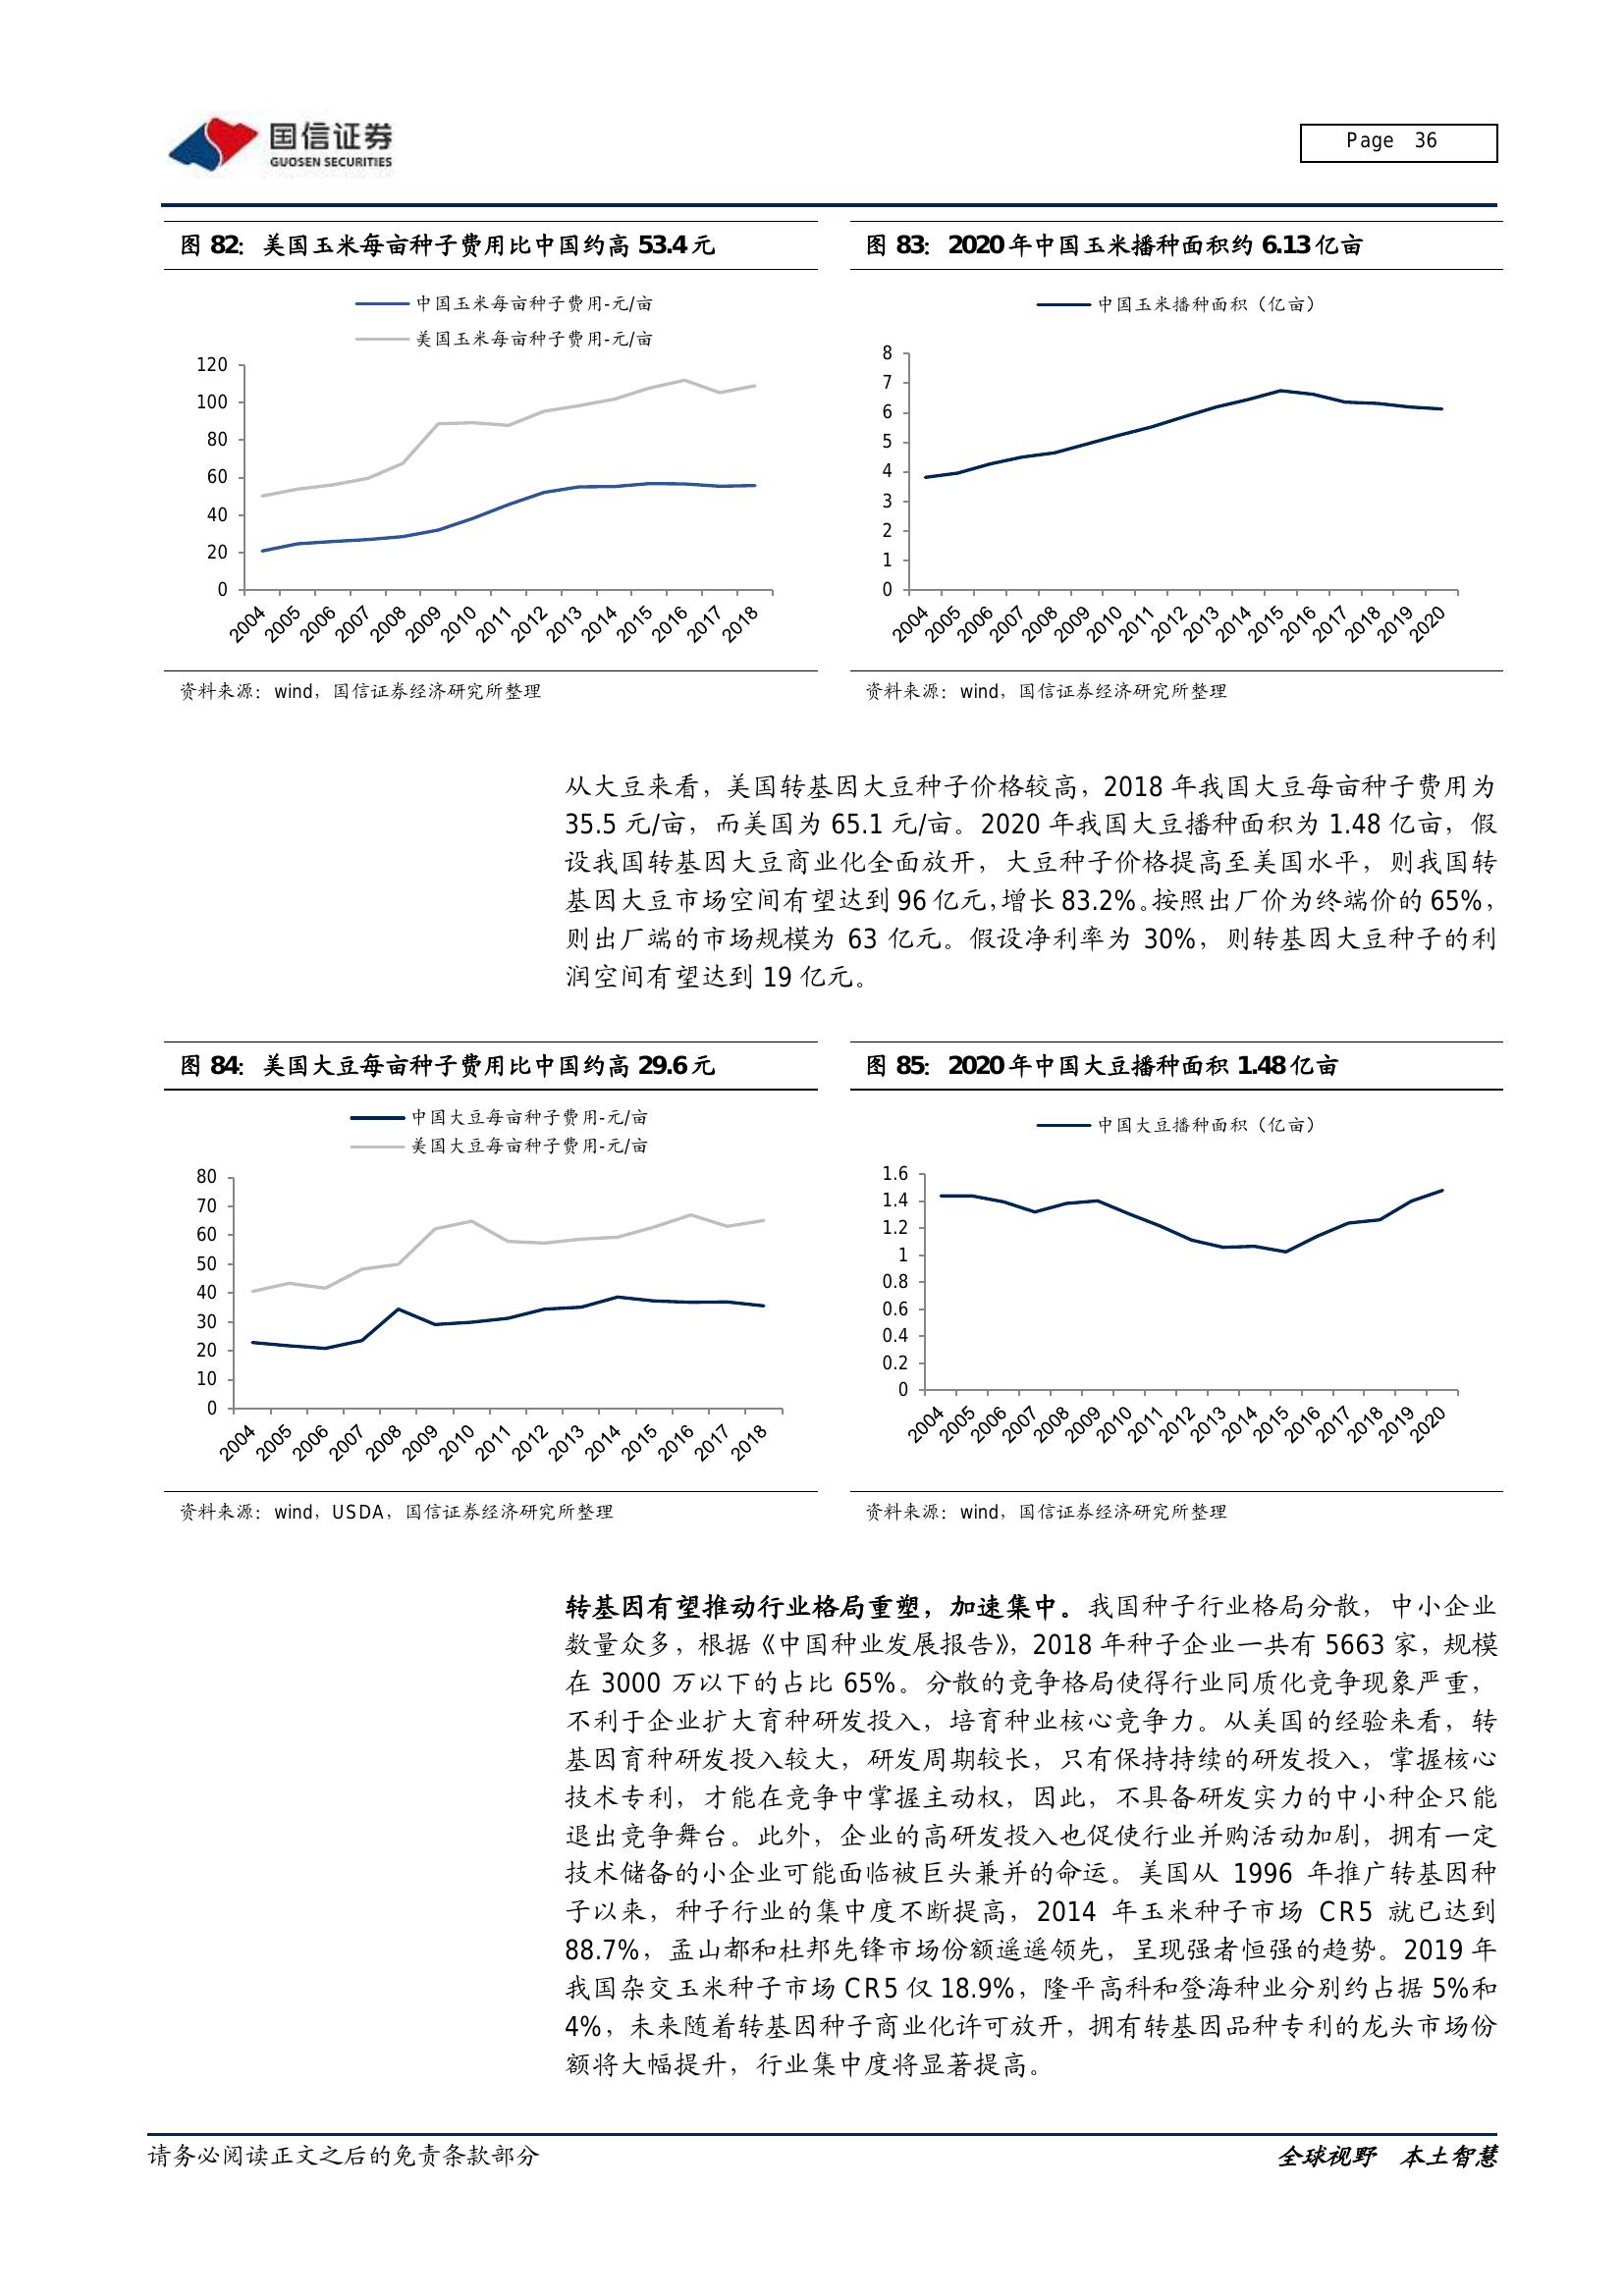 国信证券
GUOSEN SECURITIES
Page 36
图 82：美国玉米每亩种子费用比中国约高 53.4 元
中国玉米每亩种子费用-元/亩
美国玉米每亩种子费用-元/亩
120
100
80
60
40
20
0
2004 2005 2006 2007 2008 2009 2010 2011 2012 2013 2014 2015 2016 2017 2018
资料来源：wind，国信证券经济研究所整理
图 83：2020 年中国玉米播种面积约 6.13 亿亩
中国玉米播种面积（亿亩）
8
7
6
5
4
3
2
1
0
2004 2005 2006 2007 2008 2009 2010 2011 2012 2013 2014 2015 2016 2017 2018 2019 2020
资料来源：wind，国信证券经济研究所整理
从大豆来看，美国转基因大豆种子价格较高，2018 年我国大豆每亩种子费用为
35.5 元/亩，而美国为 65.1 元/亩。2020 年我国大豆播种面积为 1.48 亿亩，假
设我国转基因大豆商业化全面放开，大豆种子价格提高至美国水平，则我国转
基因大豆市场空间有望达到 96 亿元，增长 83.2%。按照出厂价为终端价的 65%，
则出厂端的市场规模为 63 亿元。假设净利率为 30%，则转基因大豆种子的利
润空间有望达到 19 亿元。
图 84：美国大豆每亩种子费用比中国约高 29.6 元
中国大豆每亩种子费用-元/亩
美国大豆每亩种子费用-元/亩
80
70
60
50
40
30
20
10
0
2004 2005 2006 2007 2008 2009 2010 2011 2012 2013 2014 2015 2016 2017 2018
资料来源：wind，USDA，国信证券经济研究所整理
图 85：2020 年中国大豆播种面积 1.48 亿亩
中国大豆播种面积（亿亩）
1.6
1.4
1.2
1
0.8
0.6
0.4
0.2
0
2004 2005 2006 2007 2008 2009 2010 2011 2012 2013 2014 2015 2016 2017 2018 2019 2020
资料来源：wind，国信证券经济研究所整理
转基因有望推动行业格局重塑，加速集中。我国种子行业格局分散，中小企业
数量众多，根据《中国种业发展报告》，2018 年种子企业一共有 5663 家，规模
在 3000 万以下的占比 65%。分散的竞争格局使得行业同质化竞争现象严重，
不利于企业扩大育种研发投入，培育种业核心竞争力。从美国的经验来看，转
基因育种研发投入较大，研发周期较长，只有保持持续的研发投入，掌握核心
技术专利，才能在竞争中掌握主动权，因此，不具备研发实力的中小种企只能
退出竞争舞台。此外，企业的高研发投入也促使行业并购活动加剧，拥有一定
技术储备的小企业可能面临被巨头兼并的命运。美国从 1996 年推广转基因种
子以来，种子行业的集中度不断提高，2014 年玉米种子市场 CR5 就已达到
88.7%，孟山都和杜邦先锋市场份额遥遥领先，呈现强者恒强的趋势。2019 年
我国杂交玉米种子市场 CR5 仅 18.9%，隆平高科和登海种业分别约占据 5%和
4%，未来随着转基因种子商业化许可放开，拥有转基因品种专利的龙头市场份
额将大幅提升，行业集中度将显著提高。
请务必阅读正文之后的免责条款部分
全球视野 本土智慧